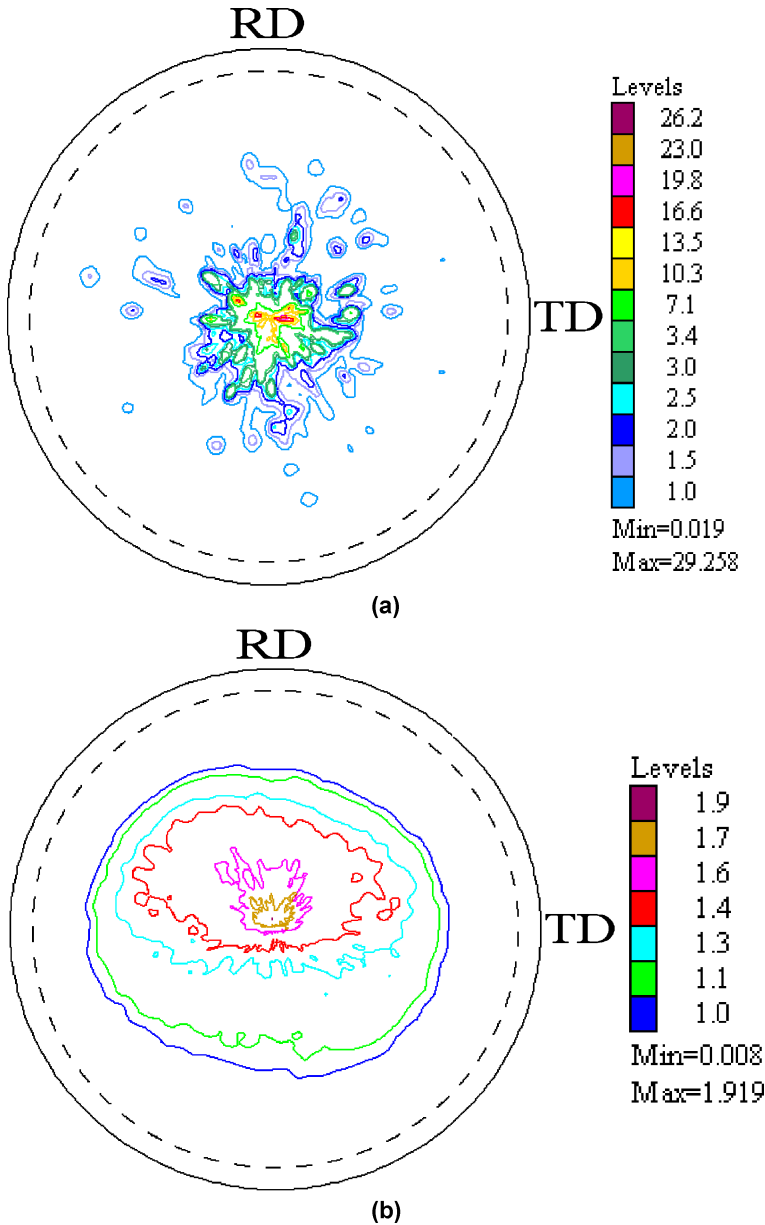 RD
TD
Levels
26.2
23.0
19.8
16.6
13.5
10.3
7.1
3.4
3.0
2.5
2.0
1.5
1.0
Min=0.019
Max=29.258
(a)
RD
TD
Levels
1.9
1.7
1.6
1.4
1.3
1.1
1.0
Min=0.008
Max=1.919
(b)